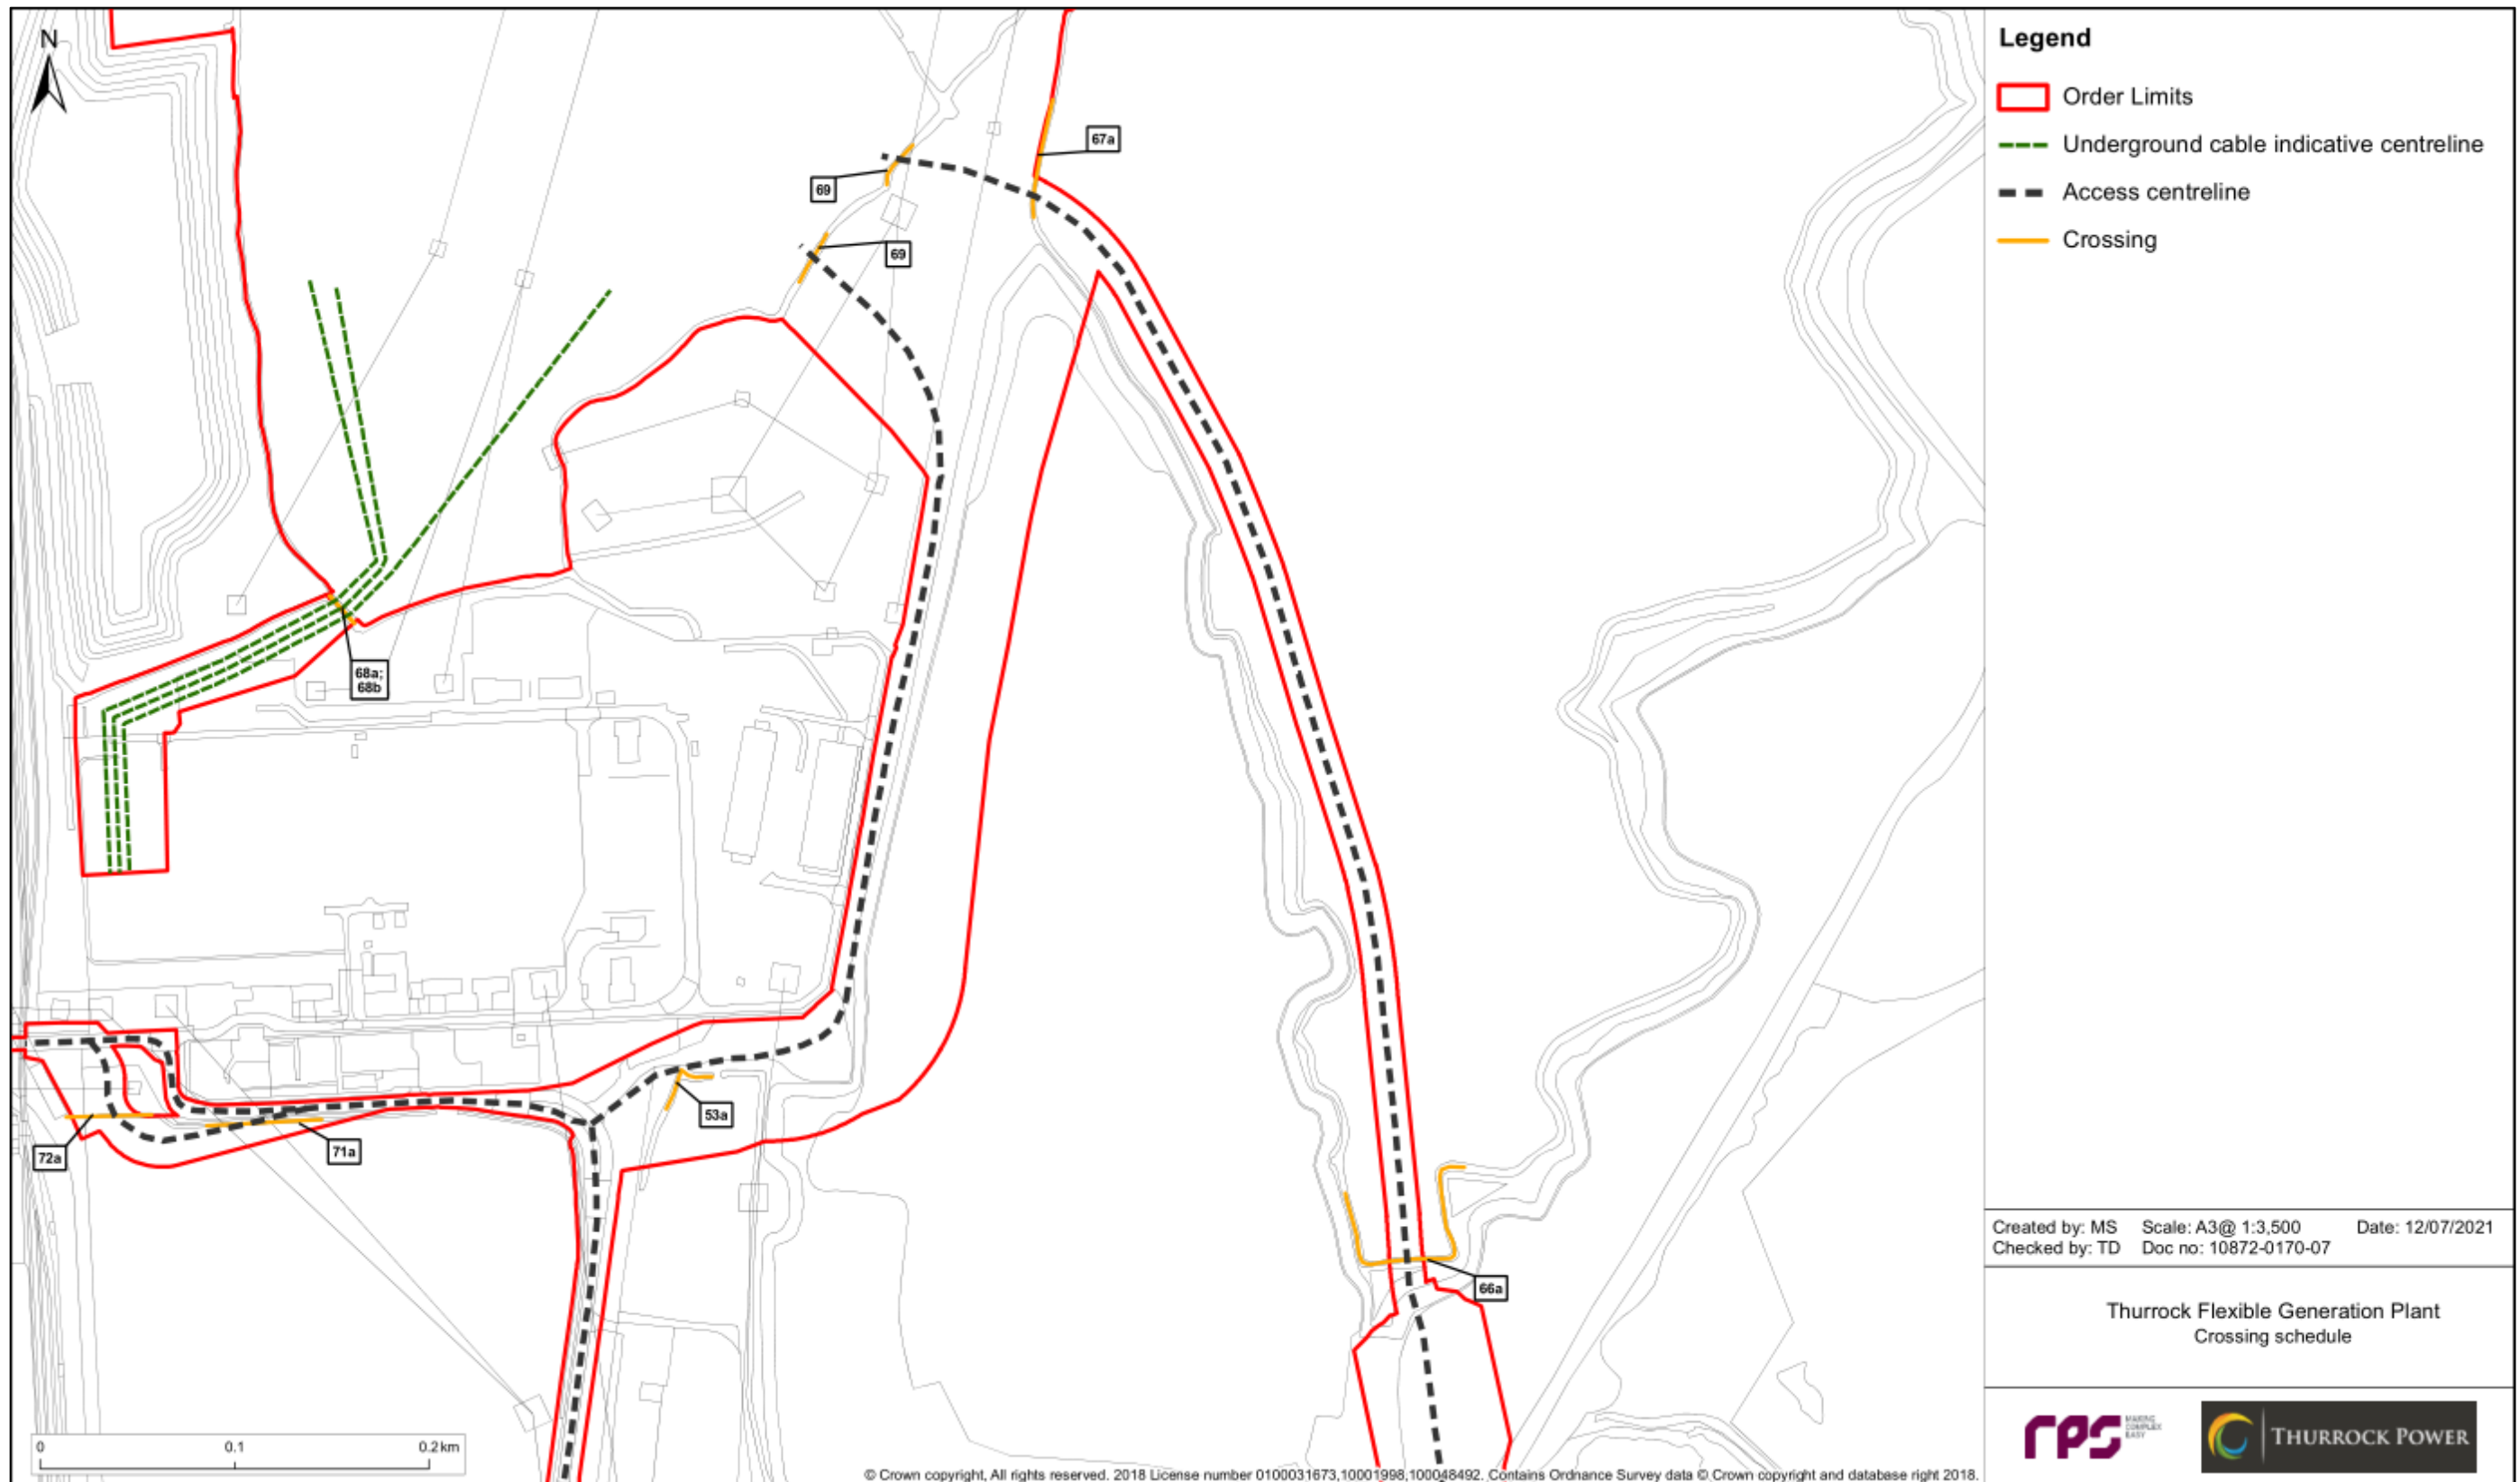 N
67a
69
69
68a;
68b
53a
72a
71a
66a
0 0.1 0.2 km
© Crown copyright, All rights reserved. 2018 License number 0100031673,10001998,100048492. Contains Ordnance Survey data © Crown copyright and database right 2018.
Legend
Order Limits
Underground cable indicative centreline
Access centreline
Crossing
Created by: MS Scale: A3@ 1:3,500 Date: 12/07/2021
Checked by: TD Doc no: 10872-0170-07
Thurrock Flexible Generation Plant
Crossing schedule
rps
MAKING
COMPLEX
EASY
THURROCK POWER